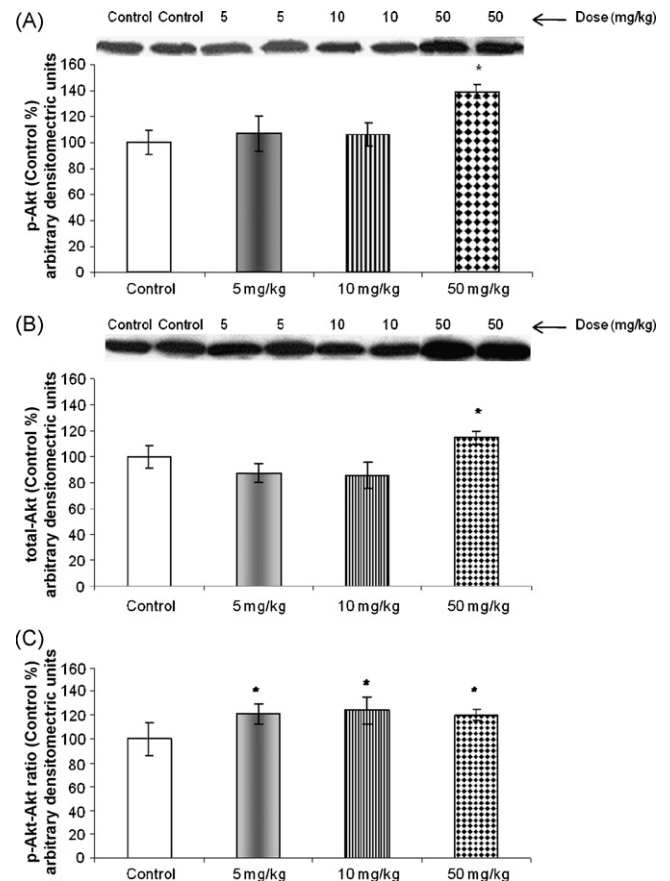 (A)
Control Control 5 5 10 10 50 50 Dose (mg/kg)
*
160
140
120
100
80
60
40
20
0
p-Akt (Control %)
arbitrary densitomectric units
Control 5 mg/kg 10 mg/kg 50 mg/kg
(B)
Control Control 5 5 10 10 50 50 Dose (mg/kg)
160
140
120
100
80
60
40
20
0
*
total-Akt (Control %)
arbitrary densitomectric units
Control 5 mg/kg 10 mg/kg 50 mg/kg
(C)
160
140
120
100
80
60
40
20
0
* * *
p-Akt-Akt ratio (Control %)
arbitrary densitomectric units
Control 5 mg/kg 10 mg/kg 50 mg/kg